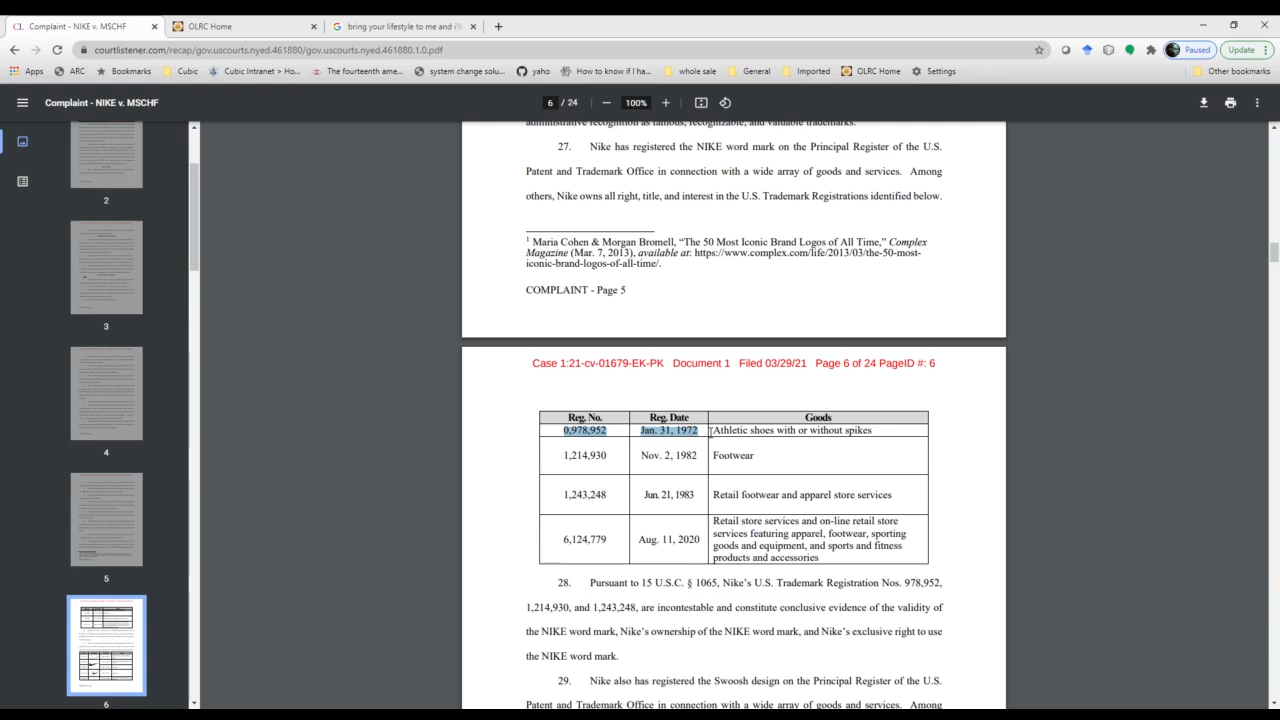 Complaint - NIKE v. MSCHF
OLRC Home
bring your lifestyle to me and i'll
courtlistener.com/recap/gov.uscourts.nyed.461880/gov.uscourts.nyed.461880.1.0.pdf
Paused
Update
Apps
ARC
Bookmarks
Cubic
Cubic Intranet > Ho...
The fourteenth ame...
system change solu...
yaho
How to know if I ha...
whole sale
General
Imported
OLRC Home
Settings
Other bookmarks
Complaint - NIKE v. MSCHF
6 / 24
100%
2
3
4
5
6
administrative recognition as famous, recognizable, and valuable trademarks.
27. Nike has registered the NIKE word mark on the Principal Register of the U.S.
Patent and Trademark Office in connection with a wide array of goods and services. Among
others, Nike owns all right, title, and interest in the U.S. Trademark Registrations identified below.
1 Maria Cohen & Morgan Bromell, “The 50 Most Iconic Brand Logos of All Time,” Complex
Magazine (Mar. 7, 2013), available at: https://www.complex.com/life/2013/03/the-50-most-
iconic-brand-logos-of-all-time/.
COMPLAINT - Page 5
Case 1:21-cv-01679-EK-PK Document 1 Filed 03/29/21 Page 6 of 24 PageID #: 6
Reg. No. Reg. Date Goods
0,978,952 Jan. 31, 1972 Athletic shoes with or without spikes
1,214,930 Nov. 2, 1982 Footwear
1,243,248 Jun. 21, 1983 Retail footwear and apparel store services
Retail store services and on-line retail store
services featuring apparel, footwear, sporting
6,124,779 Aug. 11, 2020 goods and equipment, and sports and fitness
products and accessories
28. Pursuant to 15 U.S.C. § 1065, Nike’s U.S. Trademark Registration Nos. 978,952,
1,214,930, and 1,243,248, are incontestable and constitute conclusive evidence of the validity of
the NIKE word mark, Nike’s ownership of the NIKE word mark, and Nike’s exclusive right to use
the NIKE word mark.
29. Nike also has registered the Swoosh design on the Principal Register of the U.S.
Patent and Trademark Office in connection with a wide array of goods and services. Among